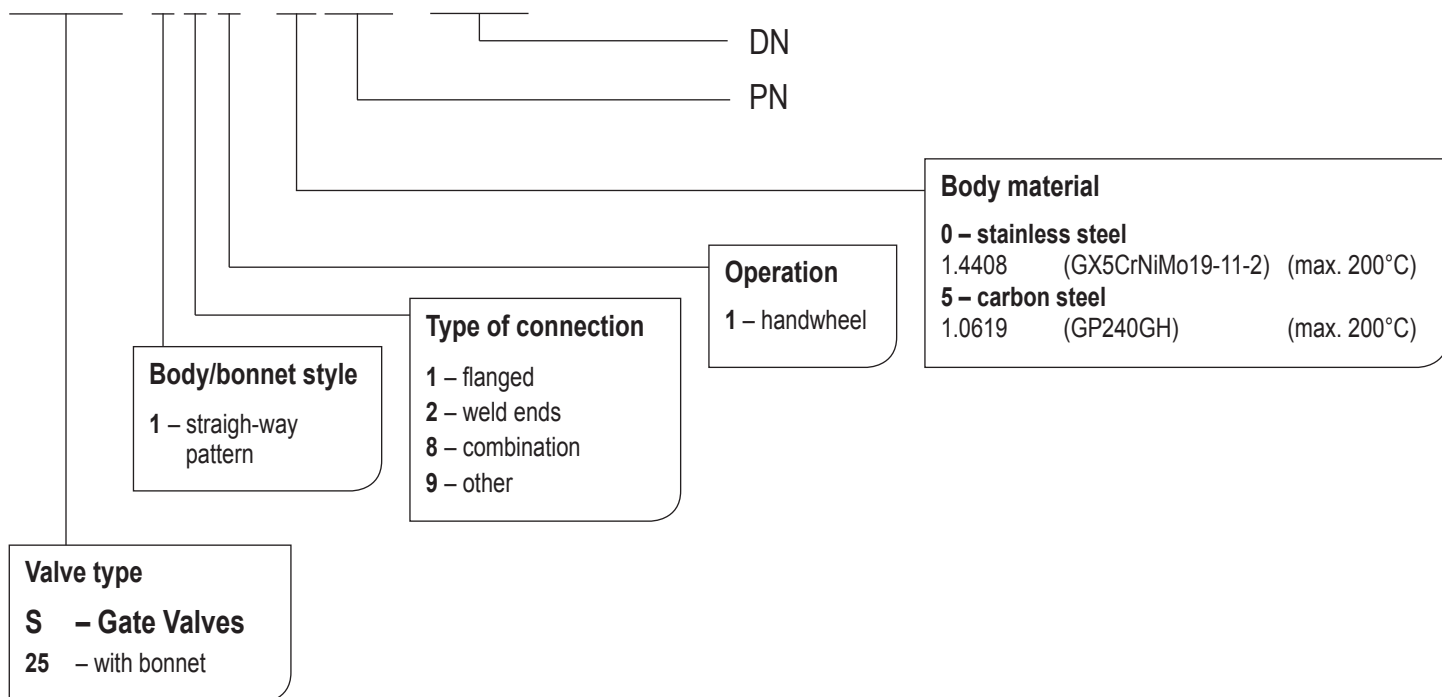 DN
PN
Body material
0 – stainless steel
1.4408 (GX5CrNiMo19-11-2) (max. 200°C)
5 – carbon steel
1.0619 (GP240GH) (max. 200°C)
Operation
1 – handwheel
Type of connection
1 – flanged
2 – weld ends
8 – combination
9 – other
Body/bonnet style
1 – straigh-way
pattern
Valve type
S – Gate Valves
25 – with bonnet